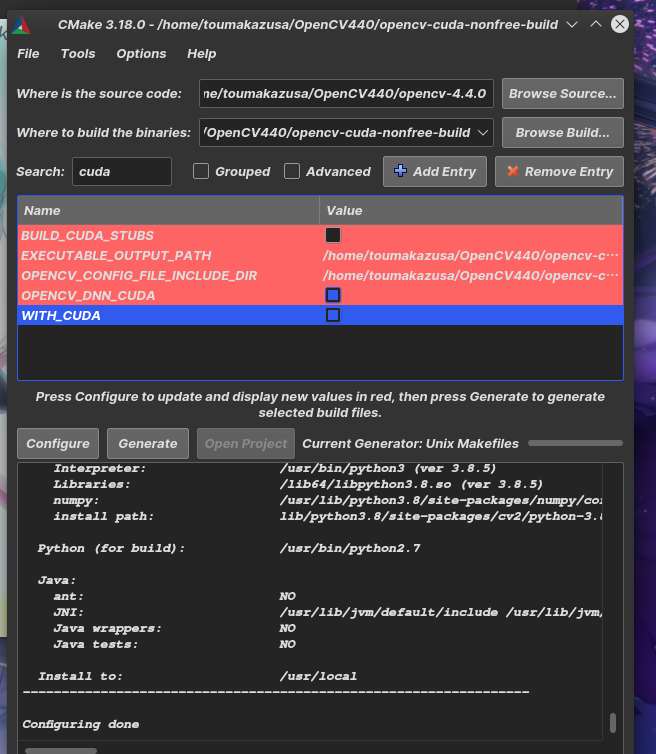 CMake 3.18.0 - /home/toumakazusa/OpenCV440/opencv-cuda-nonfree-build
File Tools Options Help
Where is the source code: ne/toumakazusa/OpenCV440/opencv-4.4.0 Browse Source...
Where to build the binaries: /OpenCV440/opencv-cuda-nonfree-build Browse Build...
Search: cuda Grouped Advanced Add Entry Remove Entry
Name Value
BUILD_CUDA_STUBS
EXECUTABLE_OUTPUT_PATH /home/toumakazusa/OpenCV440/opencv-c···
OPENCV_CONFIG_FILE_INCLUDE_DIR /home/toumakazusa/OpenCV440/opencv-c···
OPENCV_DNN_CUDA
WITH_CUDA
Press Configure to update and display new values in red, then press Generate to generate
selected build files.
Configure Generate Open Project Current Generator: Unix Makefiles
Interpreter: /usr/bin/python3 (ver 3.8.5)
Libraries: /lib64/libpython3.8.so (ver 3.8.5)
numpy: /usr/lib/python3.8/site-packages/numpy/co
install path: lib/python3.8/site-packages/cv2/python-3.8
Python (for build): /usr/bin/python2.7
Java:
ant: NO
JNI: /usr/lib/jvm/default/include /usr/lib/jvm/
Java wrappers: NO
Java tests: NO
Install to: /usr/local
-----------------------------------------------------------------
Configuring done